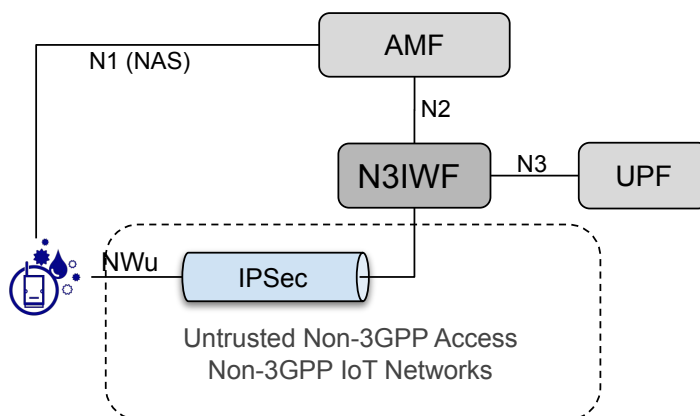 AMF
N1 (NAS)
N2
N3IWF
N3
UPF
NWu
IPSec
Untrusted Non-3GPP Access
Non-3GPP IoT Networks